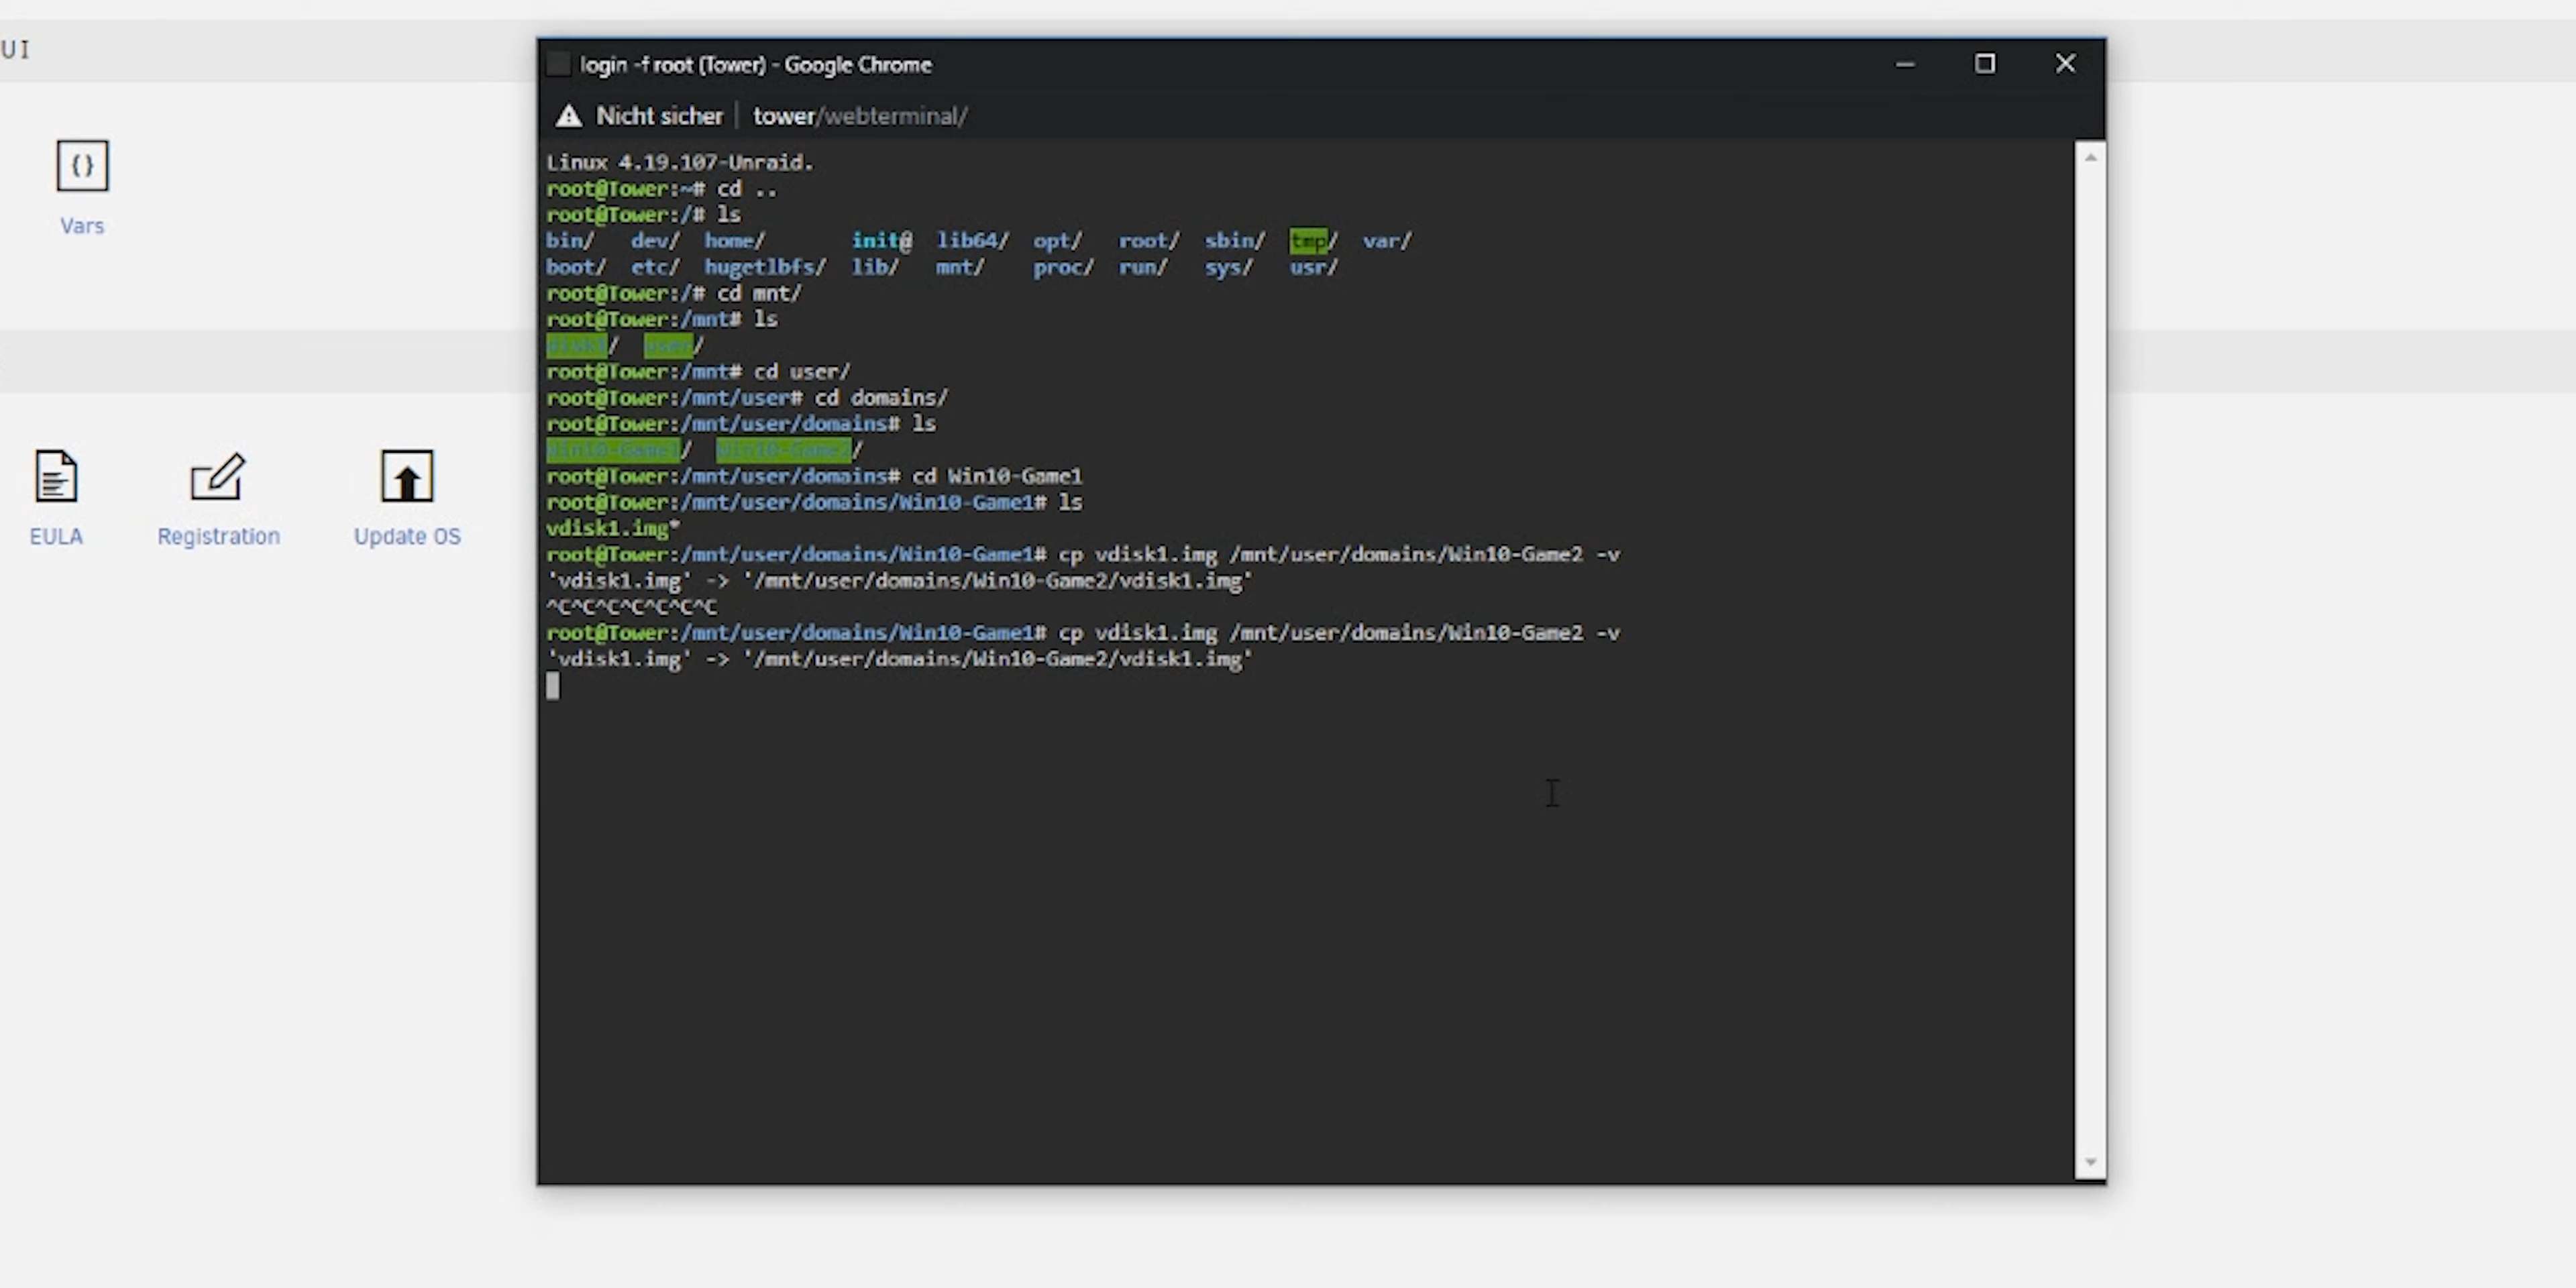 UI
login -f root (Tower) - Google Chrome
Nicht sicher | tower/webterminal/
Vars
EULA
Registration
Update OS
Linux 4.19.107-Unraid.
root@Tower:~# cd ..
root@Tower:/# ls
bin/ dev/ home/ init@ lib64/ opt/ root/ sbin/ tmp/ var/
boot/ etc/ hugetlbfs/ lib/ mnt/ proc/ run/ sys/ usr/
root@Tower:/# cd mnt/
root@Tower:/mnt# ls
disk1/ user/
root@Tower:/mnt# cd user/
root@Tower:/mnt/user# cd domains/
root@Tower:/mnt/user/domains# ls
Win10-Game1/ Win10-Game2/
root@Tower:/mnt/user/domains# cd Win10-Game1
root@Tower:/mnt/user/domains/Win10-Game1# ls
vdisk1.img*
root@Tower:/mnt/user/domains/Win10-Game1# cp vdisk1.img /mnt/user/domains/Win10-Game2 -v
'vdisk1.img' -> '/mnt/user/domains/Win10-Game2/vdisk1.img'
^C^C^C^C^C^C^C
root@Tower:/mnt/user/domains/Win10-Game1# cp vdisk1.img /mnt/user/domains/Win10-Game2 -v
'vdisk1.img' -> '/mnt/user/domains/Win10-Game2/vdisk1.img'